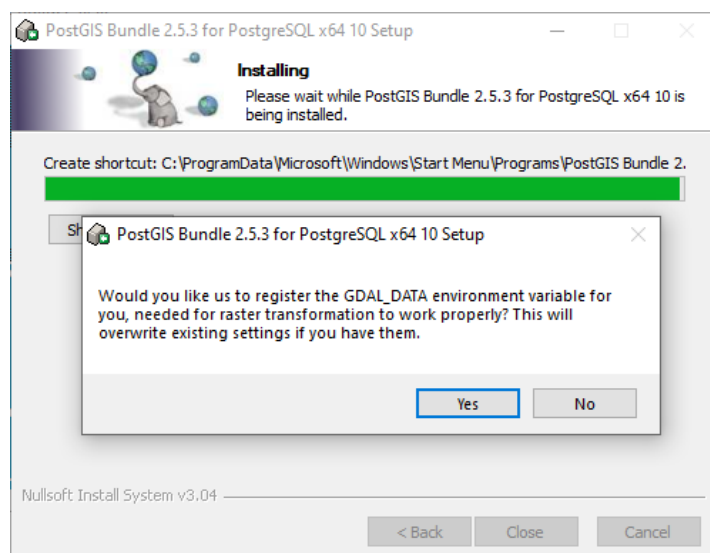 PostGIS Bundle 2.5.3 for PostgreSQL x64 10 Setup
Installing
Please wait while PostGIS Bundle 2.5.3 for PostgreSQL x64 10 is
being installed.
Create shortcut: C:\ProgramData\Microsoft\Windows\Start Menu\Programs\PostGIS Bundle 2.
PostGIS Bundle 2.5.3 for PostgreSQL x64 10 Setup
Would you like us to register the GDAL_DATA environment variable for
you, needed for raster transformation to work properly? This will
overwrite existing settings if you have them.
Yes No
Nullsoft Install System v3.04
< Back Close Cancel